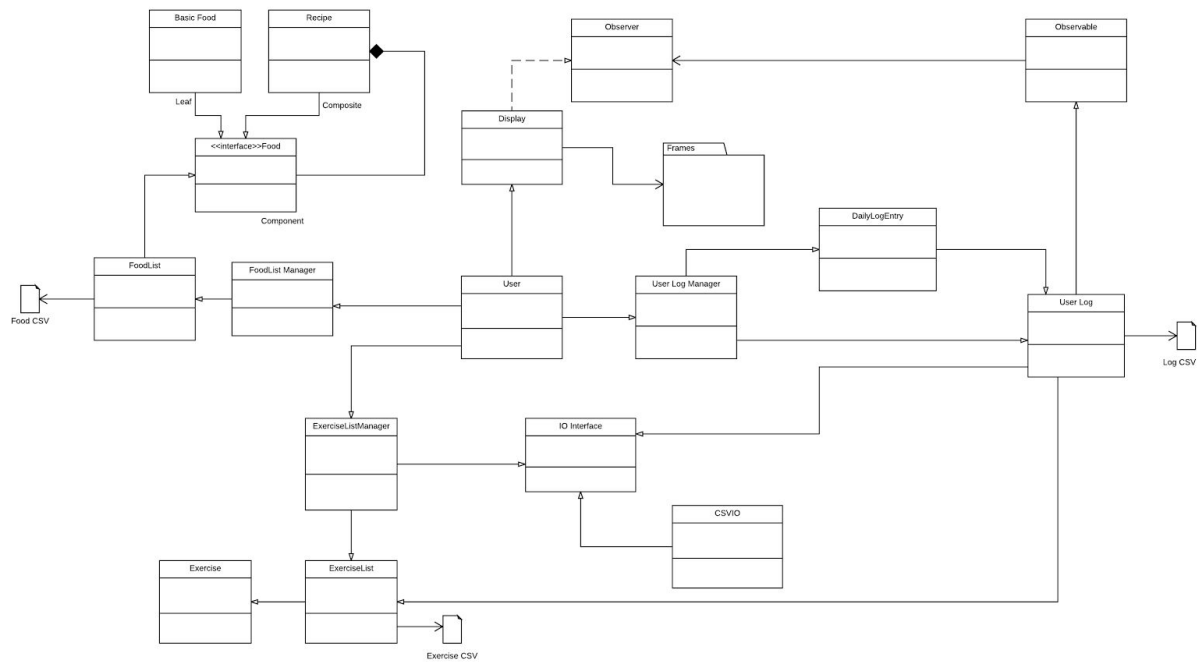 Basic Food
Recipe
Observer
Observable
Leaf
Composite
Display
<<interface>>Food
Frames
Component
DailyLogEntry
FoodList
FoodList Manager
User
User Log Manager
User Log
Food CSV
Log CSV
ExerciseListManager
IO Interface
CSVIO
Exercise
ExerciseList
Exercise CSV